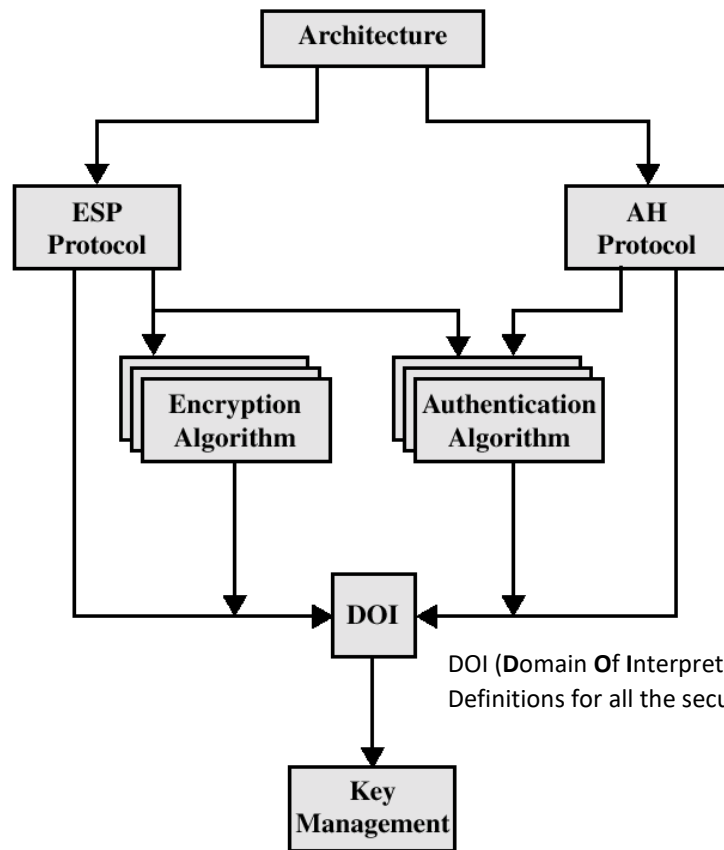 Architecture
ESP
Protocol
AH
Protocol
Encryption
Algorithm
Authentication
Algorithm
DOI
DOI (Domain Of Interpret
Definitions for all the secu
Key
Management